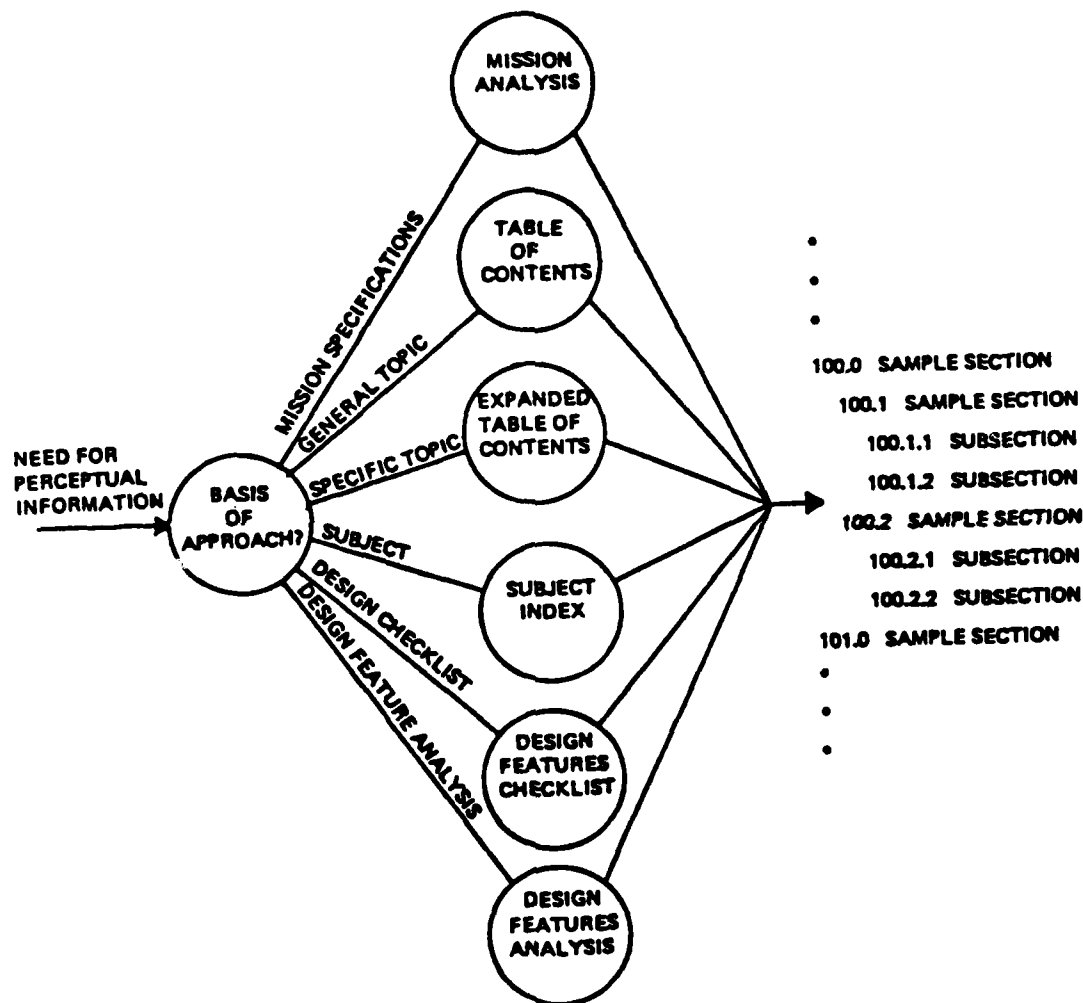 MISSION
ANALYSIS
TABLE
OF
CONTENTS
EXPANDED
TABLE OF
CONTENTS
SUBJECT
INDEX
DESIGN
FEATURES
CHECKLIST
DESIGN
FEATURES
ANALYSIS
MISSION SPECIFICATIONS
GENERAL TOPIC
SPECIFIC TOPIC
SUBJECT
DESIGN CHECKLIST
DESIGN FEATURE ANALYSIS
NEED FOR
PERCEPTUAL
INFORMATION
BASIS
OF
APPROACH?
100.0 SAMPLE SECTION
100.1 SAMPLE SECTION
100.1.1 SUBSECTION
100.1.2 SUBSECTION
100.2 SAMPLE SECTION
100.2.1 SUBSECTION
100.2.2 SUBSECTION
101.0 SAMPLE SECTION